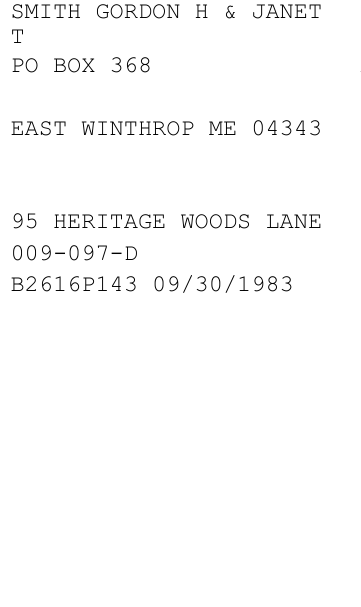 SMITH GORDON H & JANET
T
PO BOX 368
EAST WINTHROP ME 04343
95 HERITAGE WOODS LANE
009-097-D
B2616P143 09/30/1983